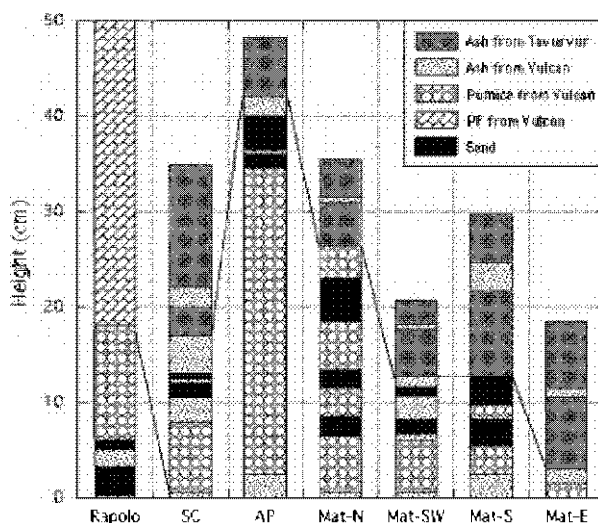 50
40
30
20
10
0
Height (cm)
Ash from Tavurvur
Ash from Vulcan
Pumice from Vulcan
PF from Vulcan
Sand
Rapolo SC AP Mat-N Mat-SW Mat-S Mat-E